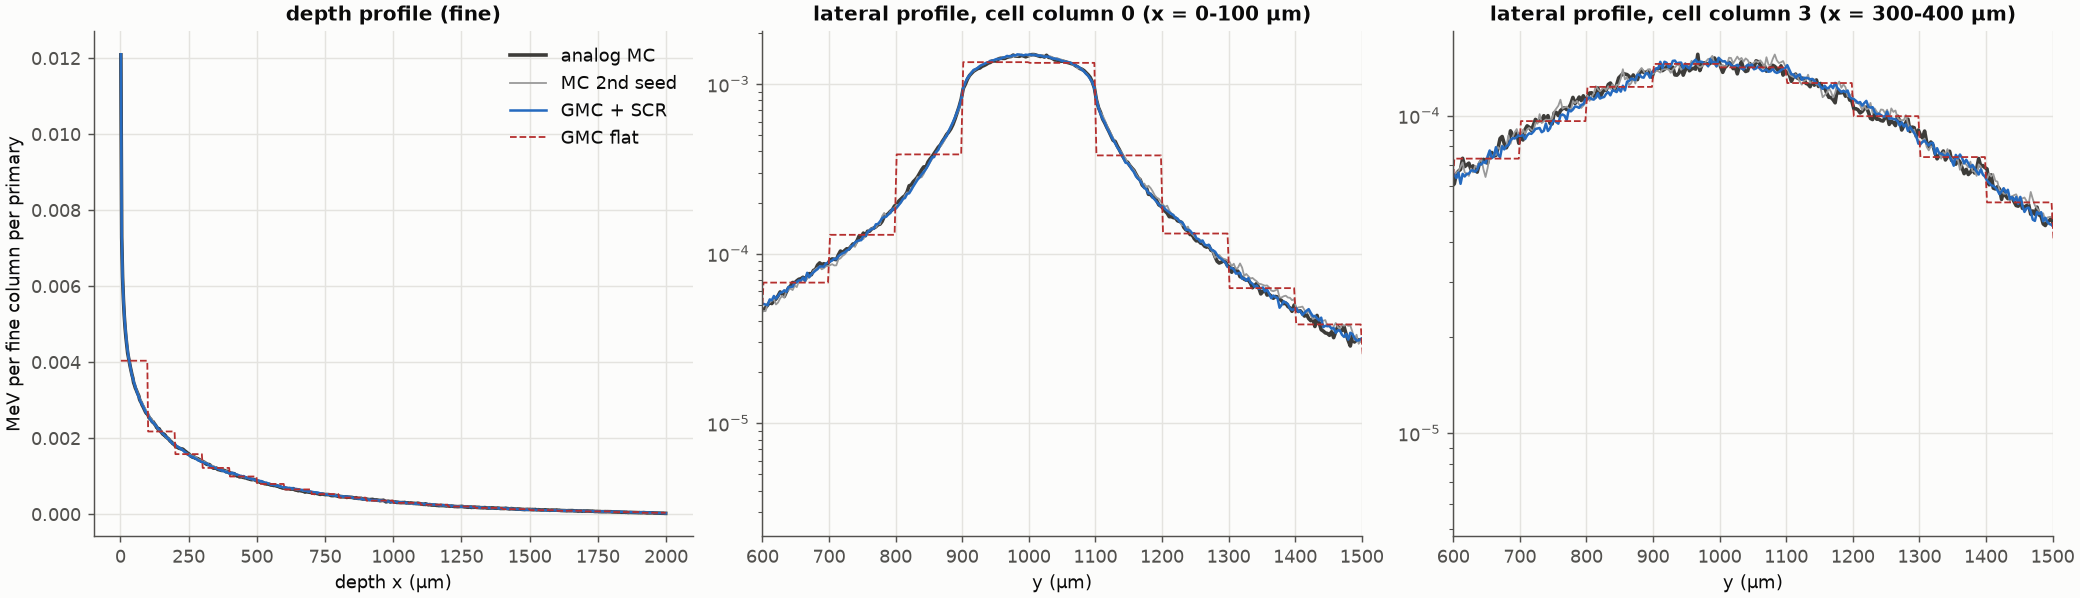 depth profile (fine)
MeV per fine column per primary
0.012
0.010
0.008
0.006
0.004
0.002
0.000
analog MC
MC 2nd seed
GMC + SCR
GMC flat
0 250 500 750 1000 1250 1500 1750 2000
depth x (µm)
lateral profile, cell column 0 (x = 0-100 µm)
10⁻³
10⁻⁴
10⁻⁵
600 700 800 900 1000 1100 1200 1300 1400 1500
y (µm)
lateral profile, cell column 3 (x = 300-400 µm)
10⁻⁴
10⁻⁵
600 700 800 900 1000 1100 1200 1300 1400 1500
y (µm)